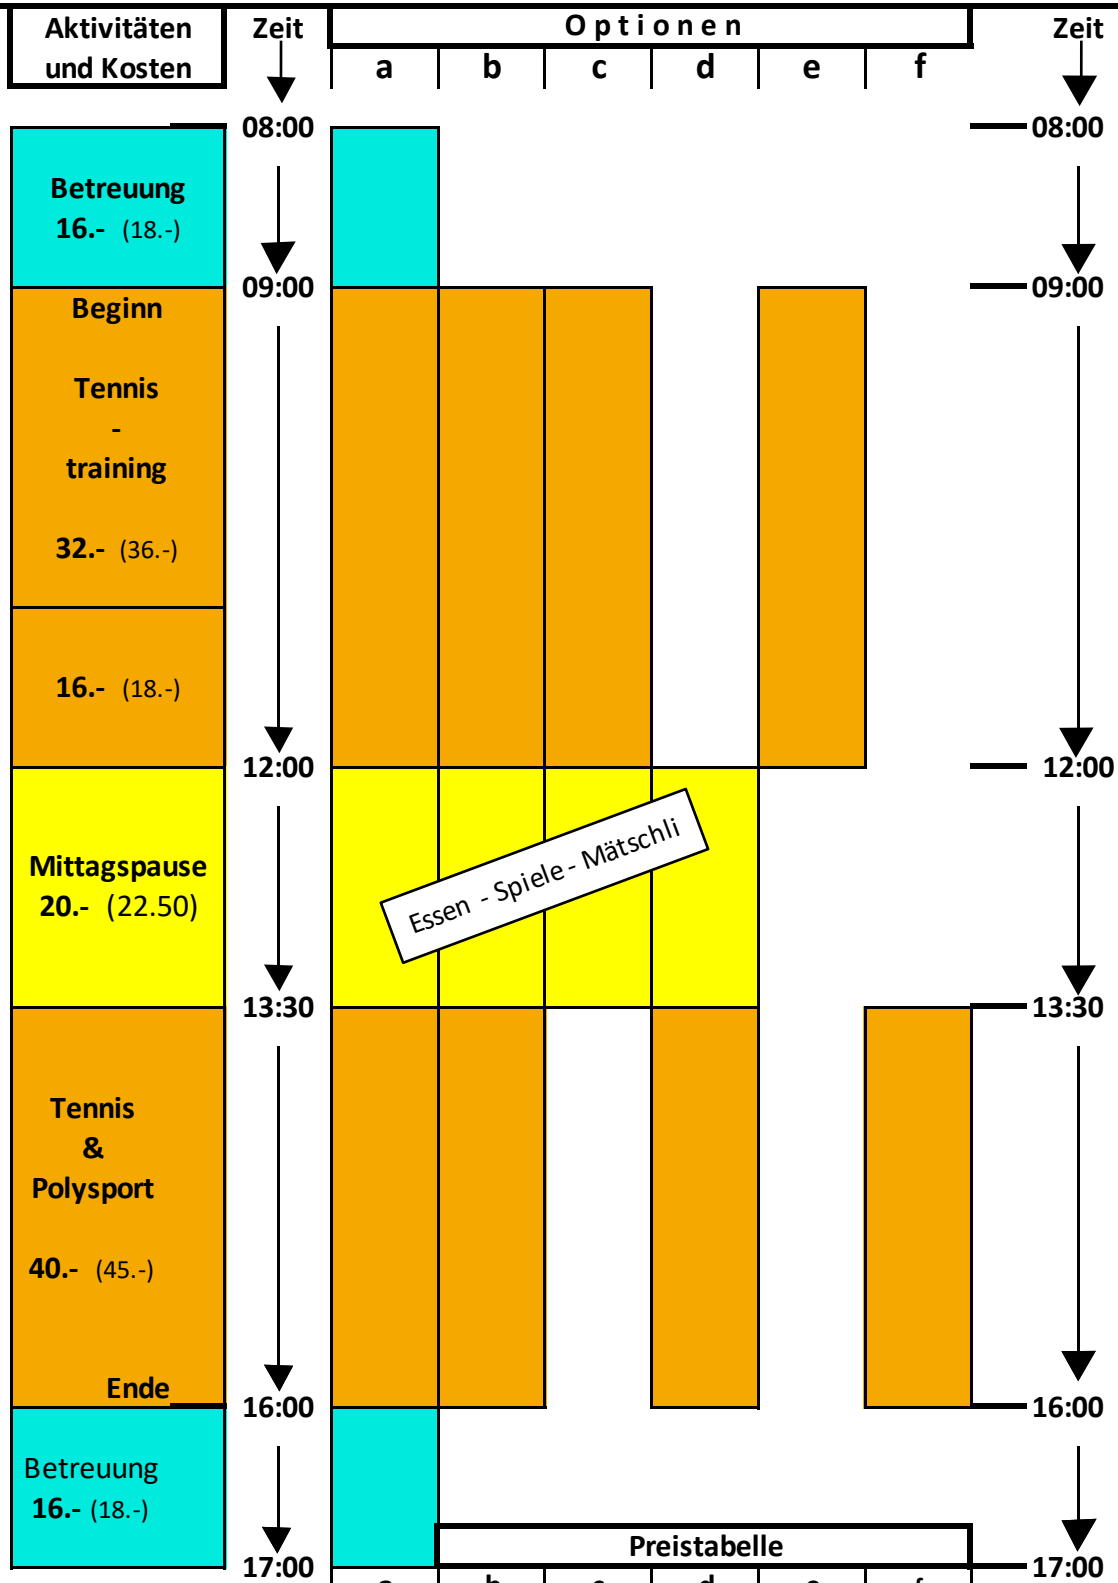 Aktivitäten
und Kosten
Zeit
Optionen
Zeit
a b c d e f
08:00
08:00
Betreuung
16.- (18.-)
09:00
09:00
Beginn
Tennis
-
training
32.- (36.-)
16.- (18.-)
12:00
12:00
Mittagspause
20.- (22.50)
Essen - Spiele - Mätschli
13:30
13:30
Tennis
&
Polysport
40.- (45.-)
Ende
16:00
16:00
Betreuung
16.- (18.-)
Preistabelle
17:00
17:00
a b c d e f